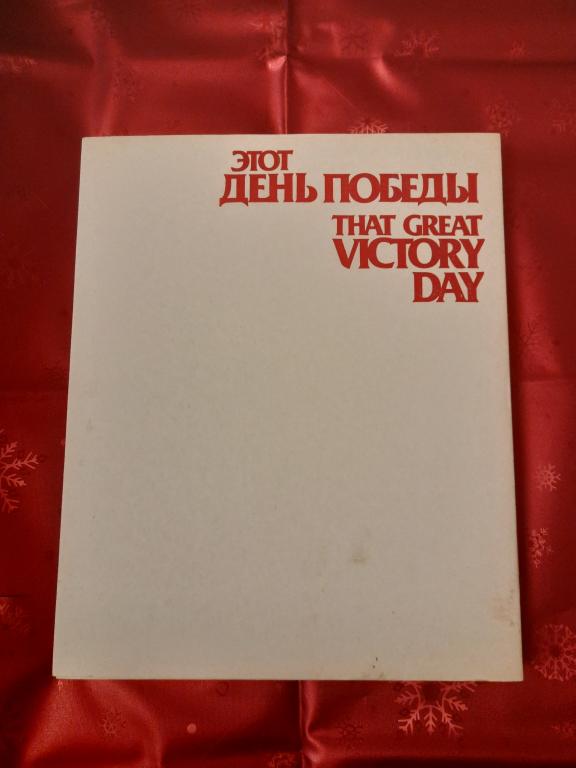 ЭТОТ
ДЕНЬ ПОБЕДЫ
THAT GREAT
VICTORY
DAY